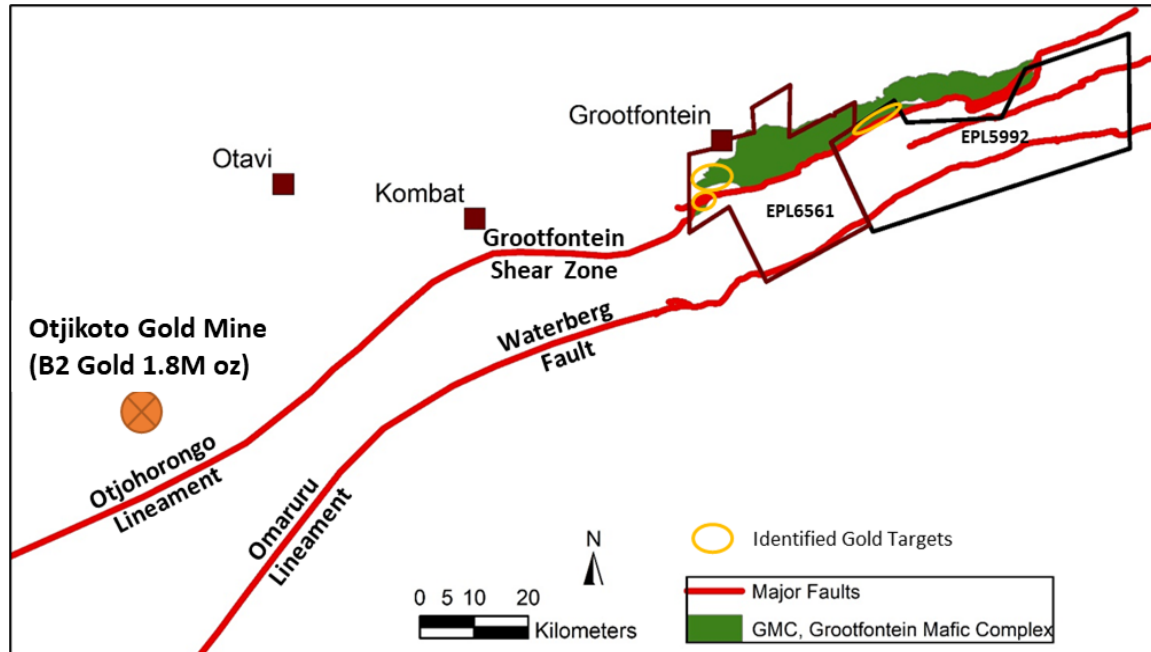 Grootfontein
EPL5992
Otavi
Kombat
EPL6561
Grootfontein
Shear Zone
Waterberg
Fault
Otjikoto Gold Mine
(B2 Gold 1.8M oz)
Otjohorongo
Lineament
Omaruru
Lineament
N
Identified Gold Targets
0 5 10 20
Kilometers
Major Faults
GMC, Grootfontein Mafic Complex